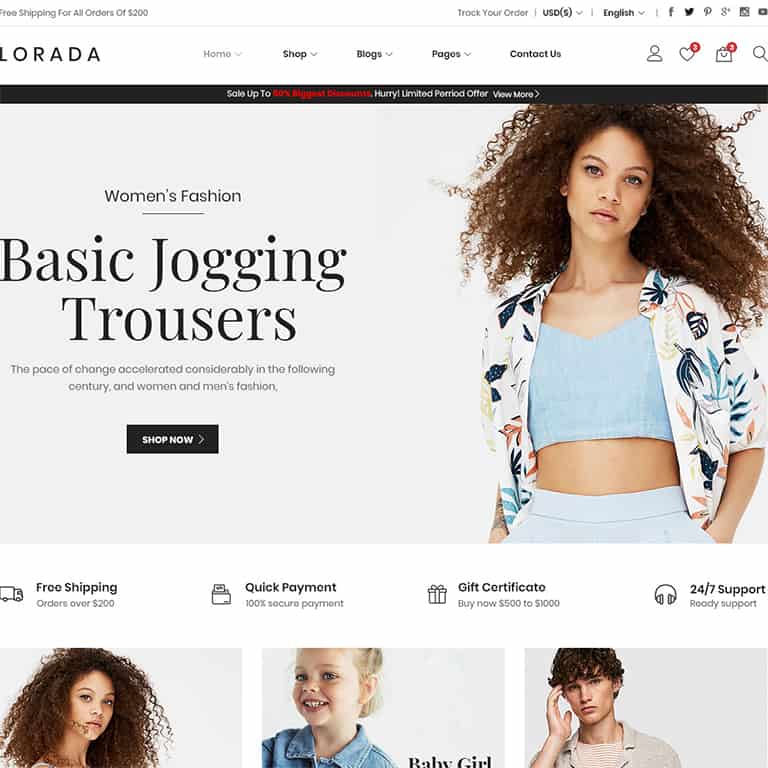 Free Shipping For All Orders Of $200
Track Your Order | USD($) | English
LORADA
Home Shop Blogs Pages Contact Us
3 3
Sale Up To 50% Biggest Discounts, Hurry! Limited Perriod Offer View More
Women's Fashion
Basic Jogging
Trousers
The pace of change accelerated considerably in the following
century, and women and men's fashion,
SHOP NOW
Free Shipping
Orders over $200
Quick Payment
100% secure payment
Gift Certificate
Buy now $500 to $1000
24/7 Support
Ready support
Baby Girl